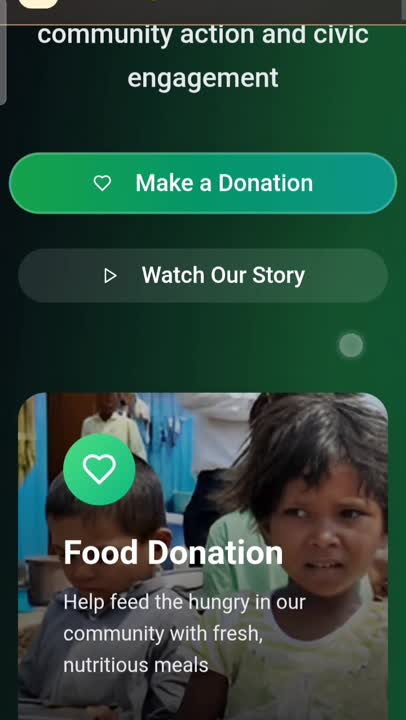 community action and civic
engagement
Make a Donation
Watch Our Story
Food Donation
Help feed the hungry in our
community with fresh,
nutritious meals